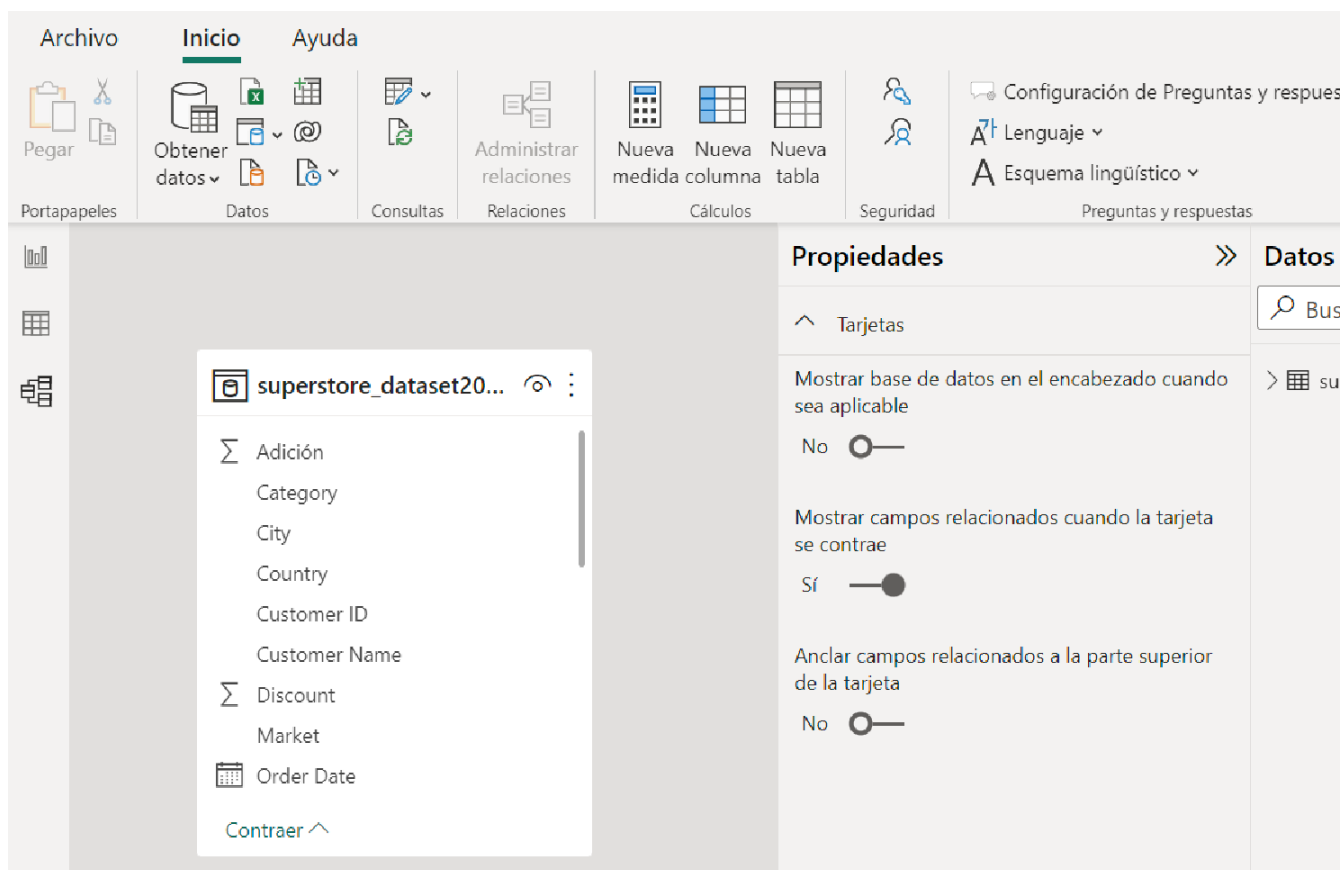 Archivo Inicio Ayuda
Pegar
Obtener
datos
Administrar
relaciones
Nueva
medida
Nueva
columna
Nueva
tabla
Configuración de Preguntas y respues
Lenguaje
Esquema lingüístico
Portapapeles Datos Consultas Relaciones Cálculos Seguridad Preguntas y respuestas
superstore_dataset20...
Adición
Category
City
Country
Customer ID
Customer Name
Discount
Market
Order Date
Contraer
Propiedades
Tarjetas
Mostrar base de datos en el encabezado cuando
sea aplicable
No
Mostrar campos relacionados cuando la tarjeta
se contrae
Sí
Anclar campos relacionados a la parte superior
de la tarjeta
No
Datos
Bus
su